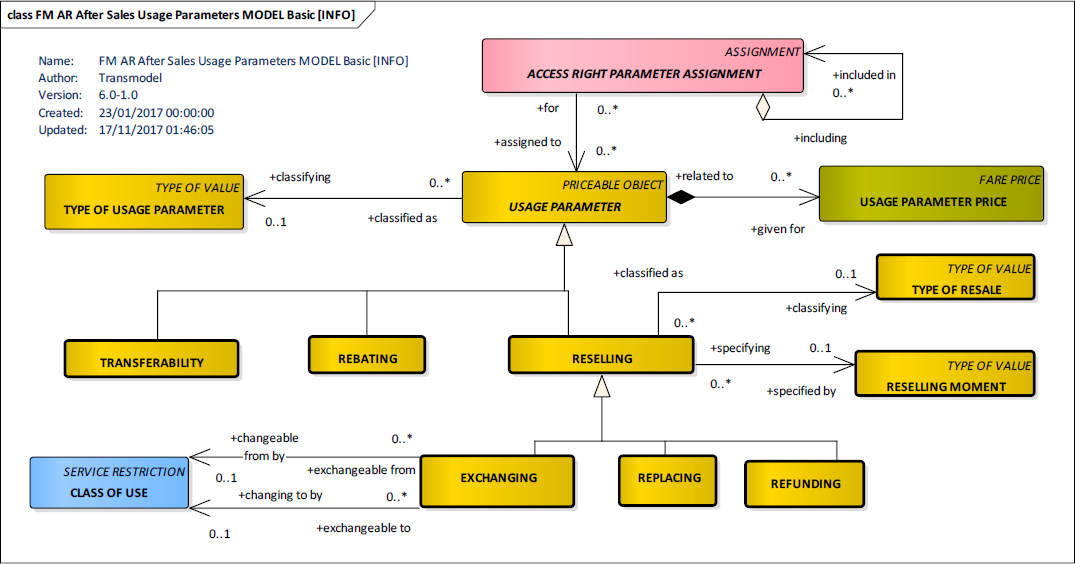 class FM AR After Sales Usage Parameters MODEL Basic [INFO]
Name: FM AR After Sales Usage Parameters MODEL Basic [INFO]
Author: Transmodel
Version: 6.0-1.0
Created: 23/01/2017 00:00:00
Updated: 17/11/2017 01:46:05
ASSIGNMENT
ACCESS RIGHT PARAMETER ASSIGNMENT
+included in
0..*
+including
+for
0..*
+assigned to
0..*
TYPE OF VALUE
TYPE OF USAGE PARAMETER
+classifying
0..*
0..1
+classified as
PRICEABLE OBJECT
USAGE PARAMETER
+related to
0..*
+given for
FARE PRICE
USAGE PARAMETER PRICE
+classified as
0..1
+classifying
0..*
TYPE OF VALUE
TYPE OF RESALE
TRANSFERABILITY
REBATING
RESELLING
+specifying
0..1
0..*
+specified by
TYPE OF VALUE
RESELLING MOMENT
+changeable
from by
0..*
0..1
+exchangeable from
+changing to by
0..*
0..1
+exchangeable to
SERVICE RESTRICTION
CLASS OF USE
EXCHANGING
REPLACING
REFUNDING